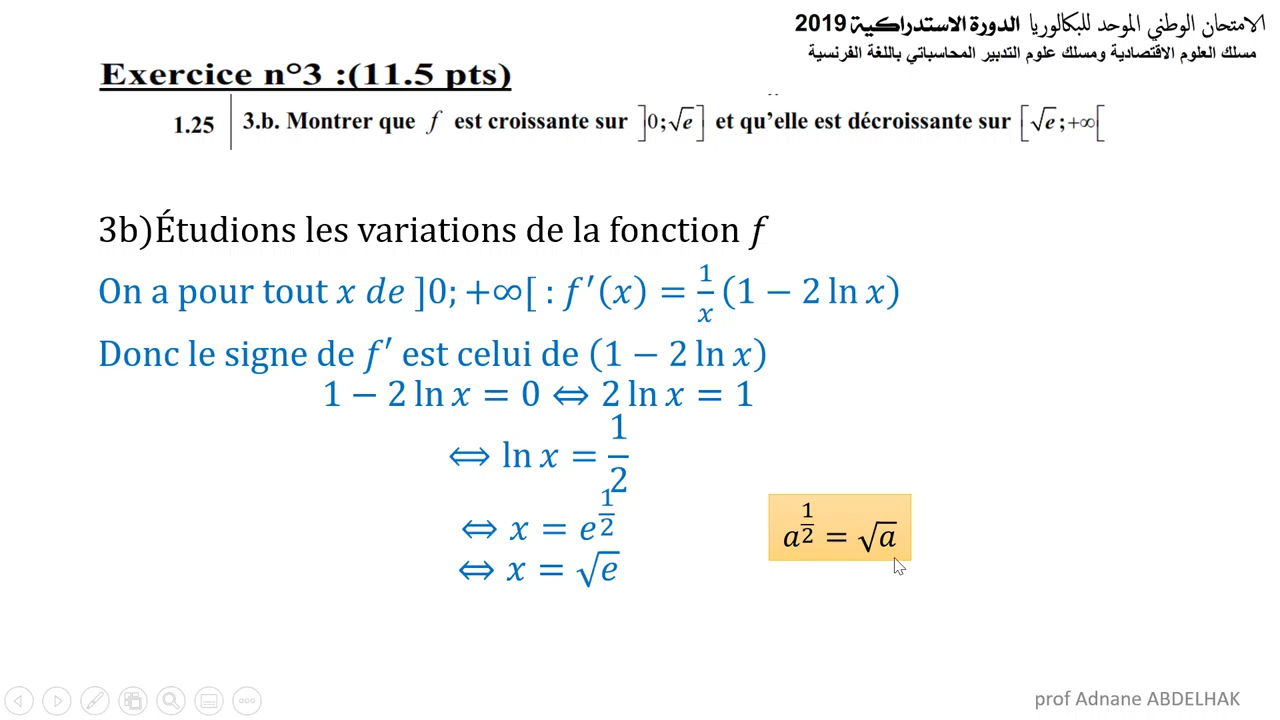 الامتحان الوطني الموحد للبكالوريا الدورة الاستدراكية 2019
مسلك العلوم الاقتصادية ومسلك علوم التدبير المحاسباتي باللغة الفرنسية
Exercice n°3 :(11.5 pts)
1.25 | 3.b. Montrer que f est croissante sur ]0;√e] et qu'elle est décroissante sur [√e;+∞[
3b)Étudions les variations de la fonction f
On a pour tout x de ]0; +∞[ : f′(x) = 1/x (1 − 2 ln x)
Donc le signe de f′ est celui de (1 − 2 ln x)
1 − 2 ln x = 0 ⇔ 2 ln x = 1
⇔ ln x = 1/2
⇔ x = e^(1/2)
a^(1/2) = √a
⇔ x = √e
prof Adnane ABDELHAK